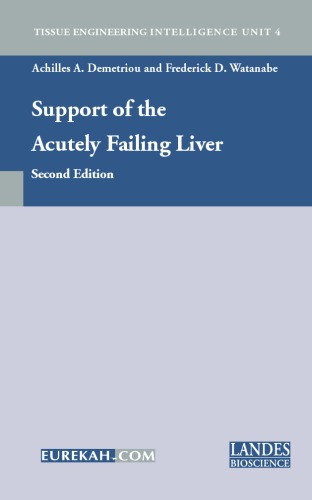 TISSUE ENGINEERING INTELLIGENCE UNIT 4
Achilles A. Demetriou and Frederick D. Watanabe
Support of the
Acutely Failing Liver
Second Edition
EUREKAH.COM
LANDES
BIOSCIENCE